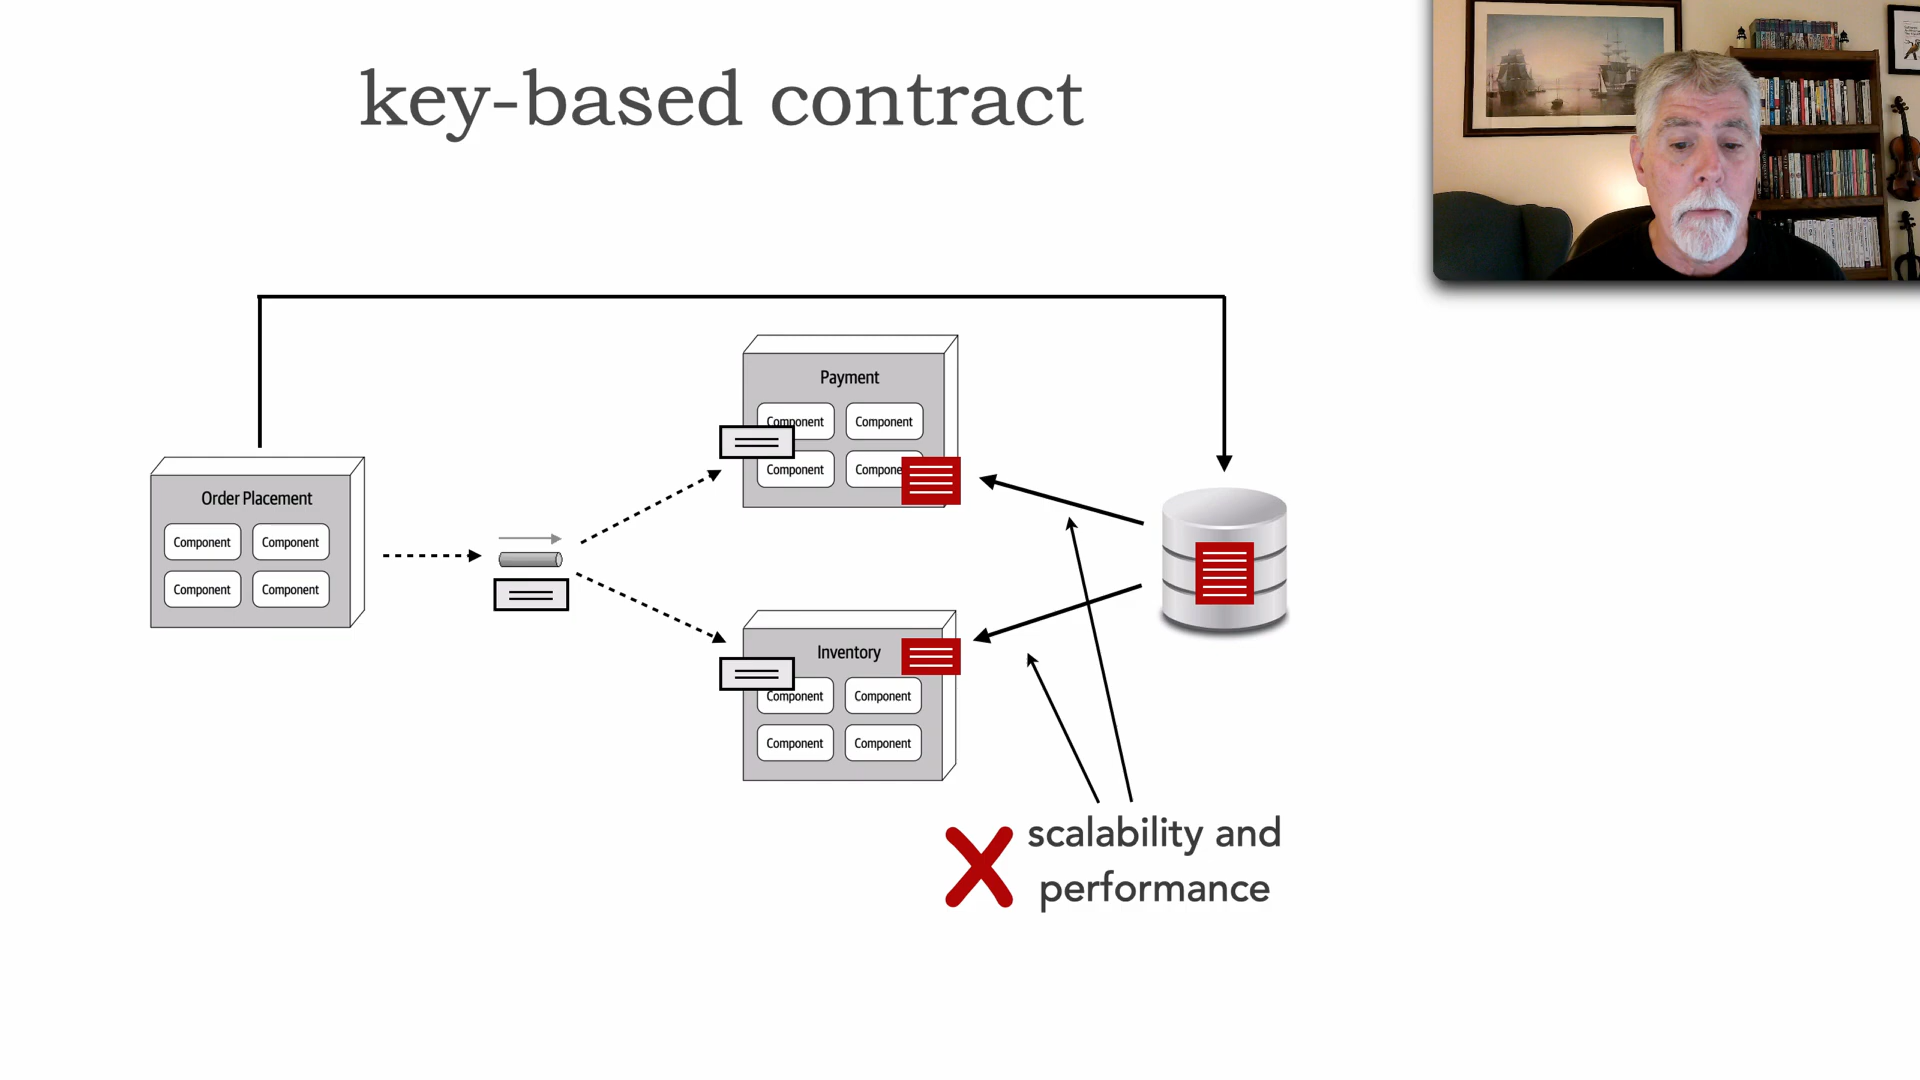 key-based contract
Payment
Component
Component
Component
Order Placement
Component
Component
Component
Component
Inventory
Component
Component
Component
Component
scalability and
performance